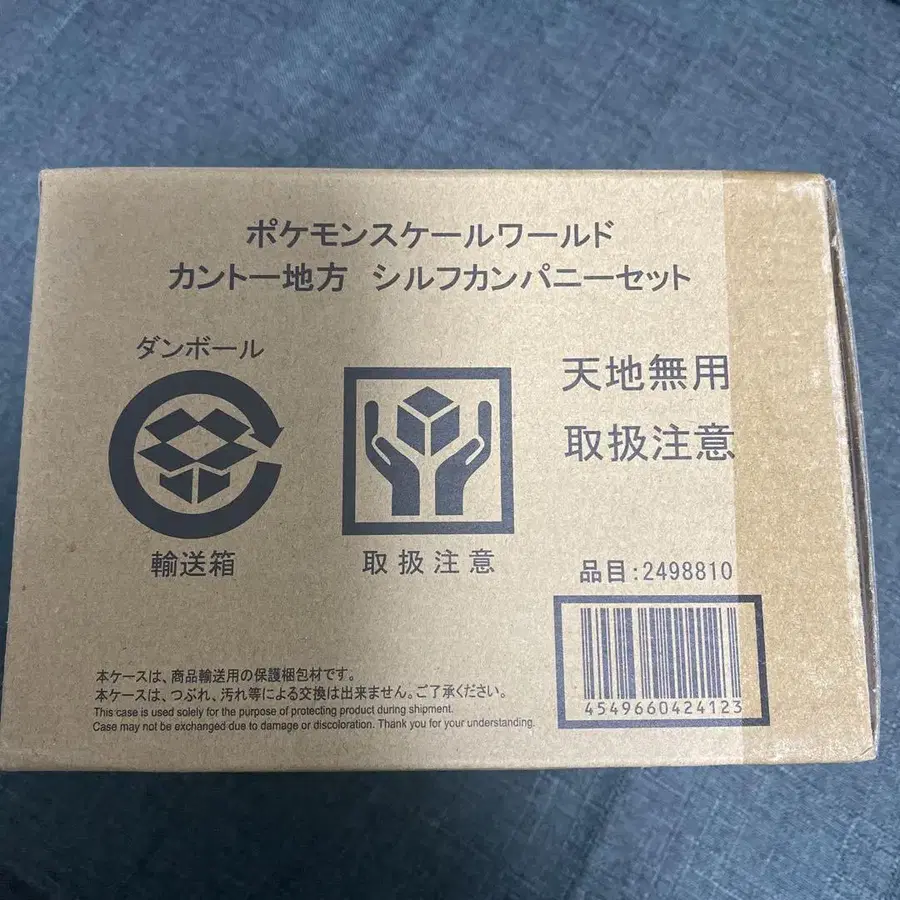 ポケモンスケールワールド
カントー地方 シルフカンパニーセット
ダンボール
輸送箱
取扱注意
天地無用
取扱注意
品目:2498810
4549660424123
本ケースは、商品輸送用の保護梱包材です。
本ケースは、つぶれ、汚れ等による交換は出来ません。ご了承ください。
This case is used solely for the purpose of protecting product during shipment.
Case may not be exchanged due to damage or discoloration. Thank you for your understanding.